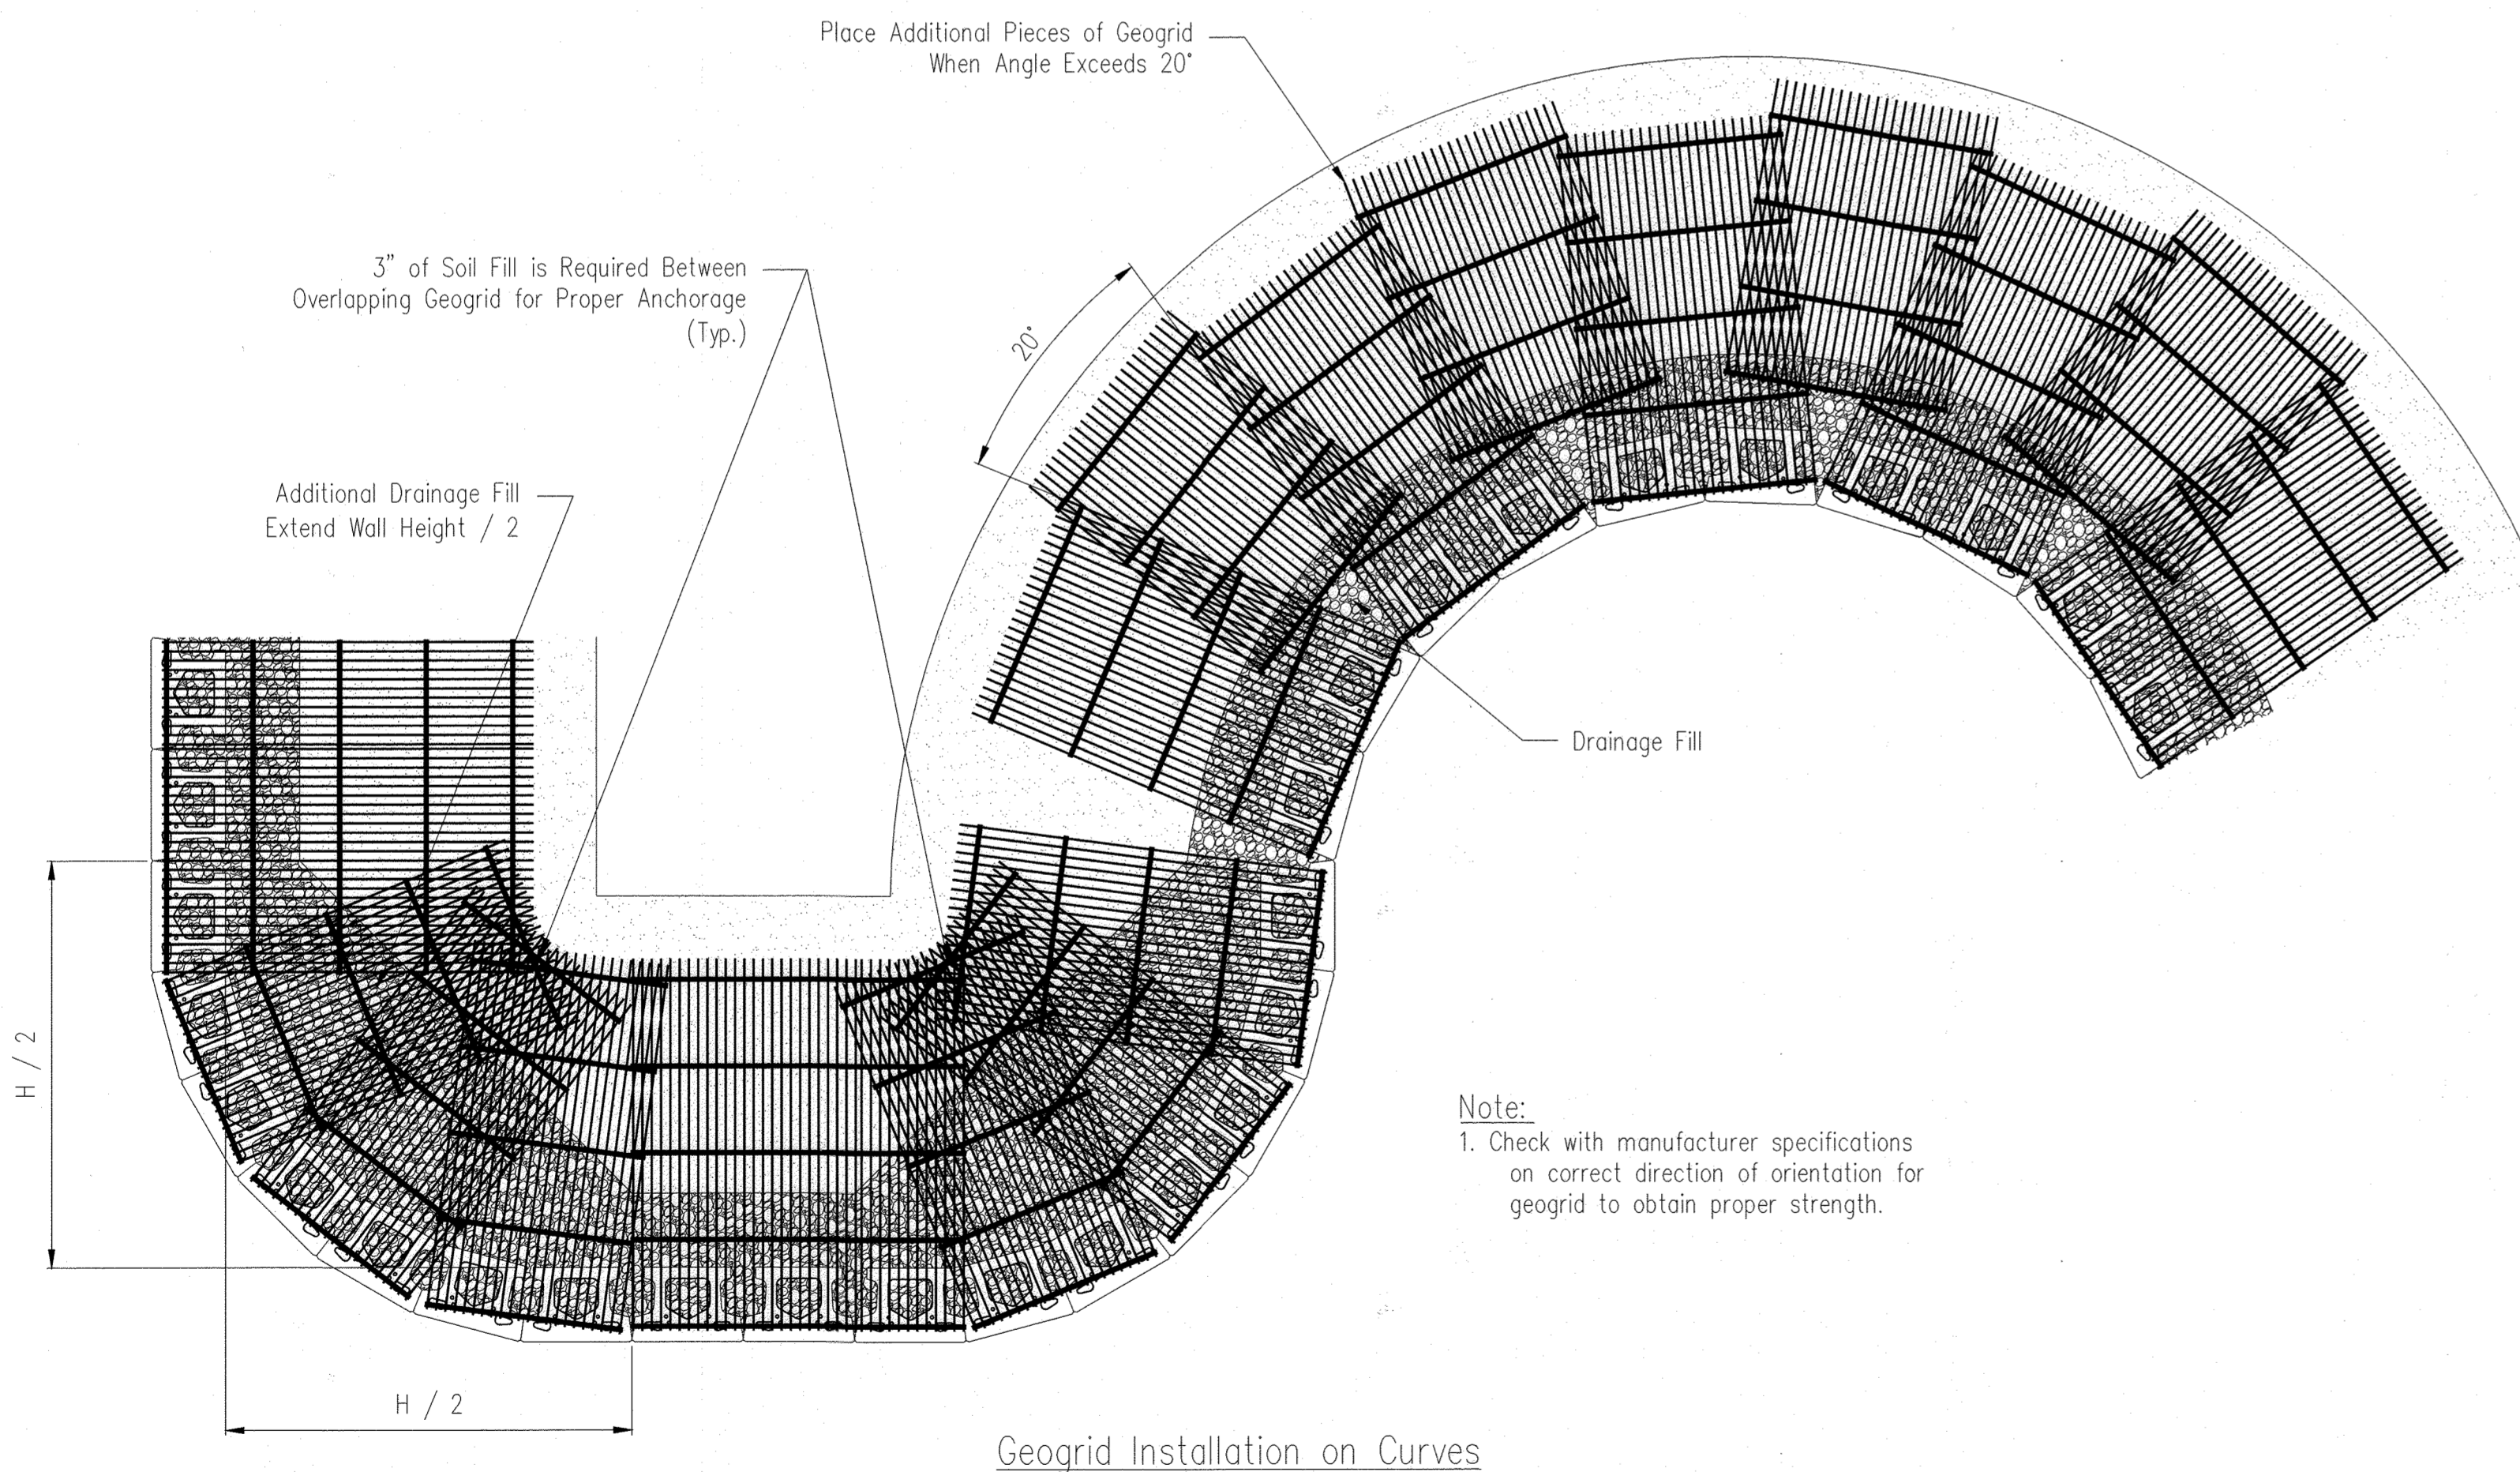 Place Additional Pieces of Geogrid
When Angle Exceeds 20°
3" of Soil Fill is Required Between
Overlapping Geogrid for Proper Anchorage
(Typ.)
20°
Additional Drainage Fill
Extend Wall Height / 2
Drainage Fill
H / 2
Note:
1. Check with manufacturer specifications
on correct direction of orientation for
geogrid to obtain proper strength.
H / 2
Geogrid Installation on Curves